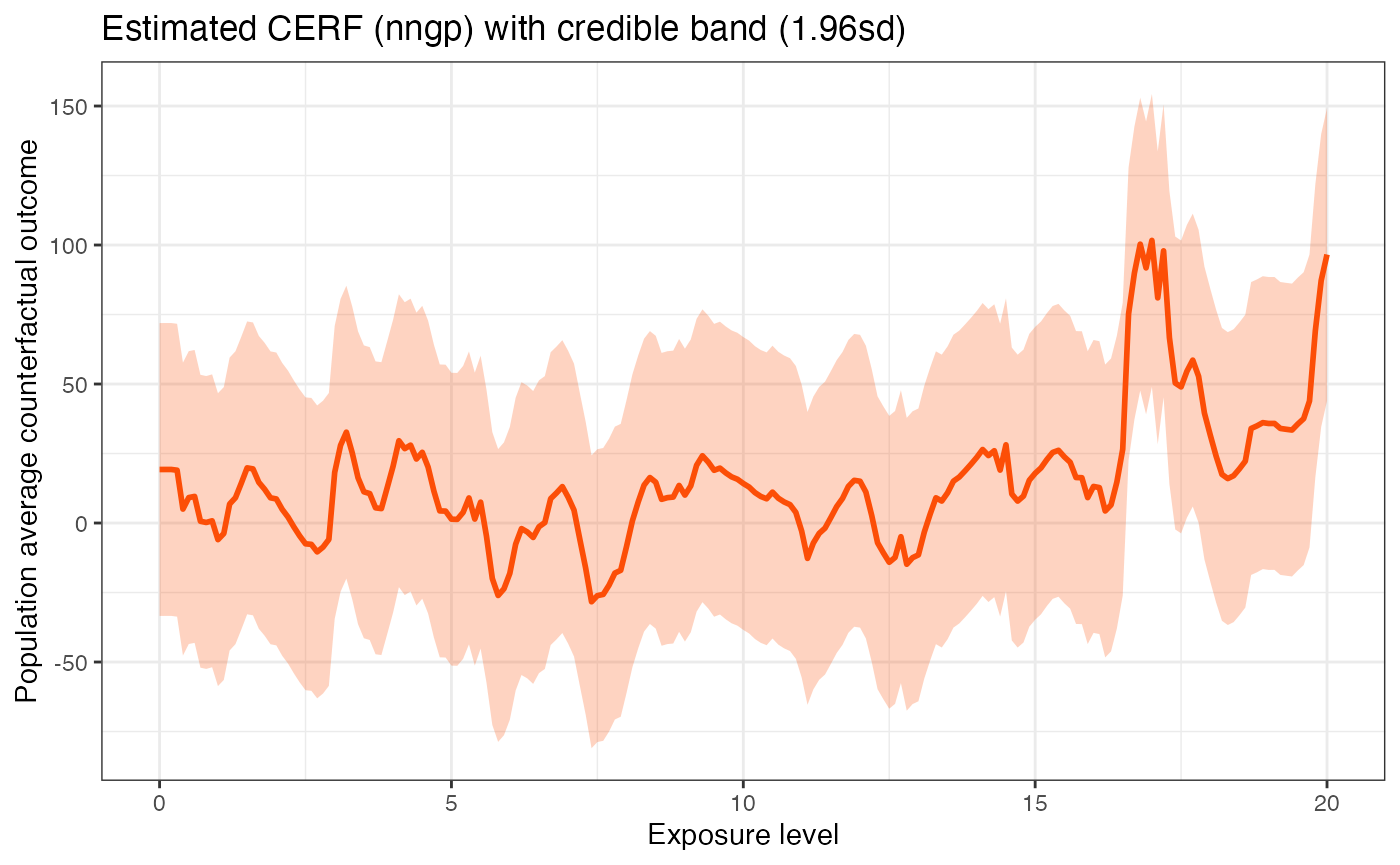 Estimated CERF (nngp) with credible band (1.96sd)
Population average counterfactual outcome
150
100
50
0
-50
0 5 10 15 20
Exposure level